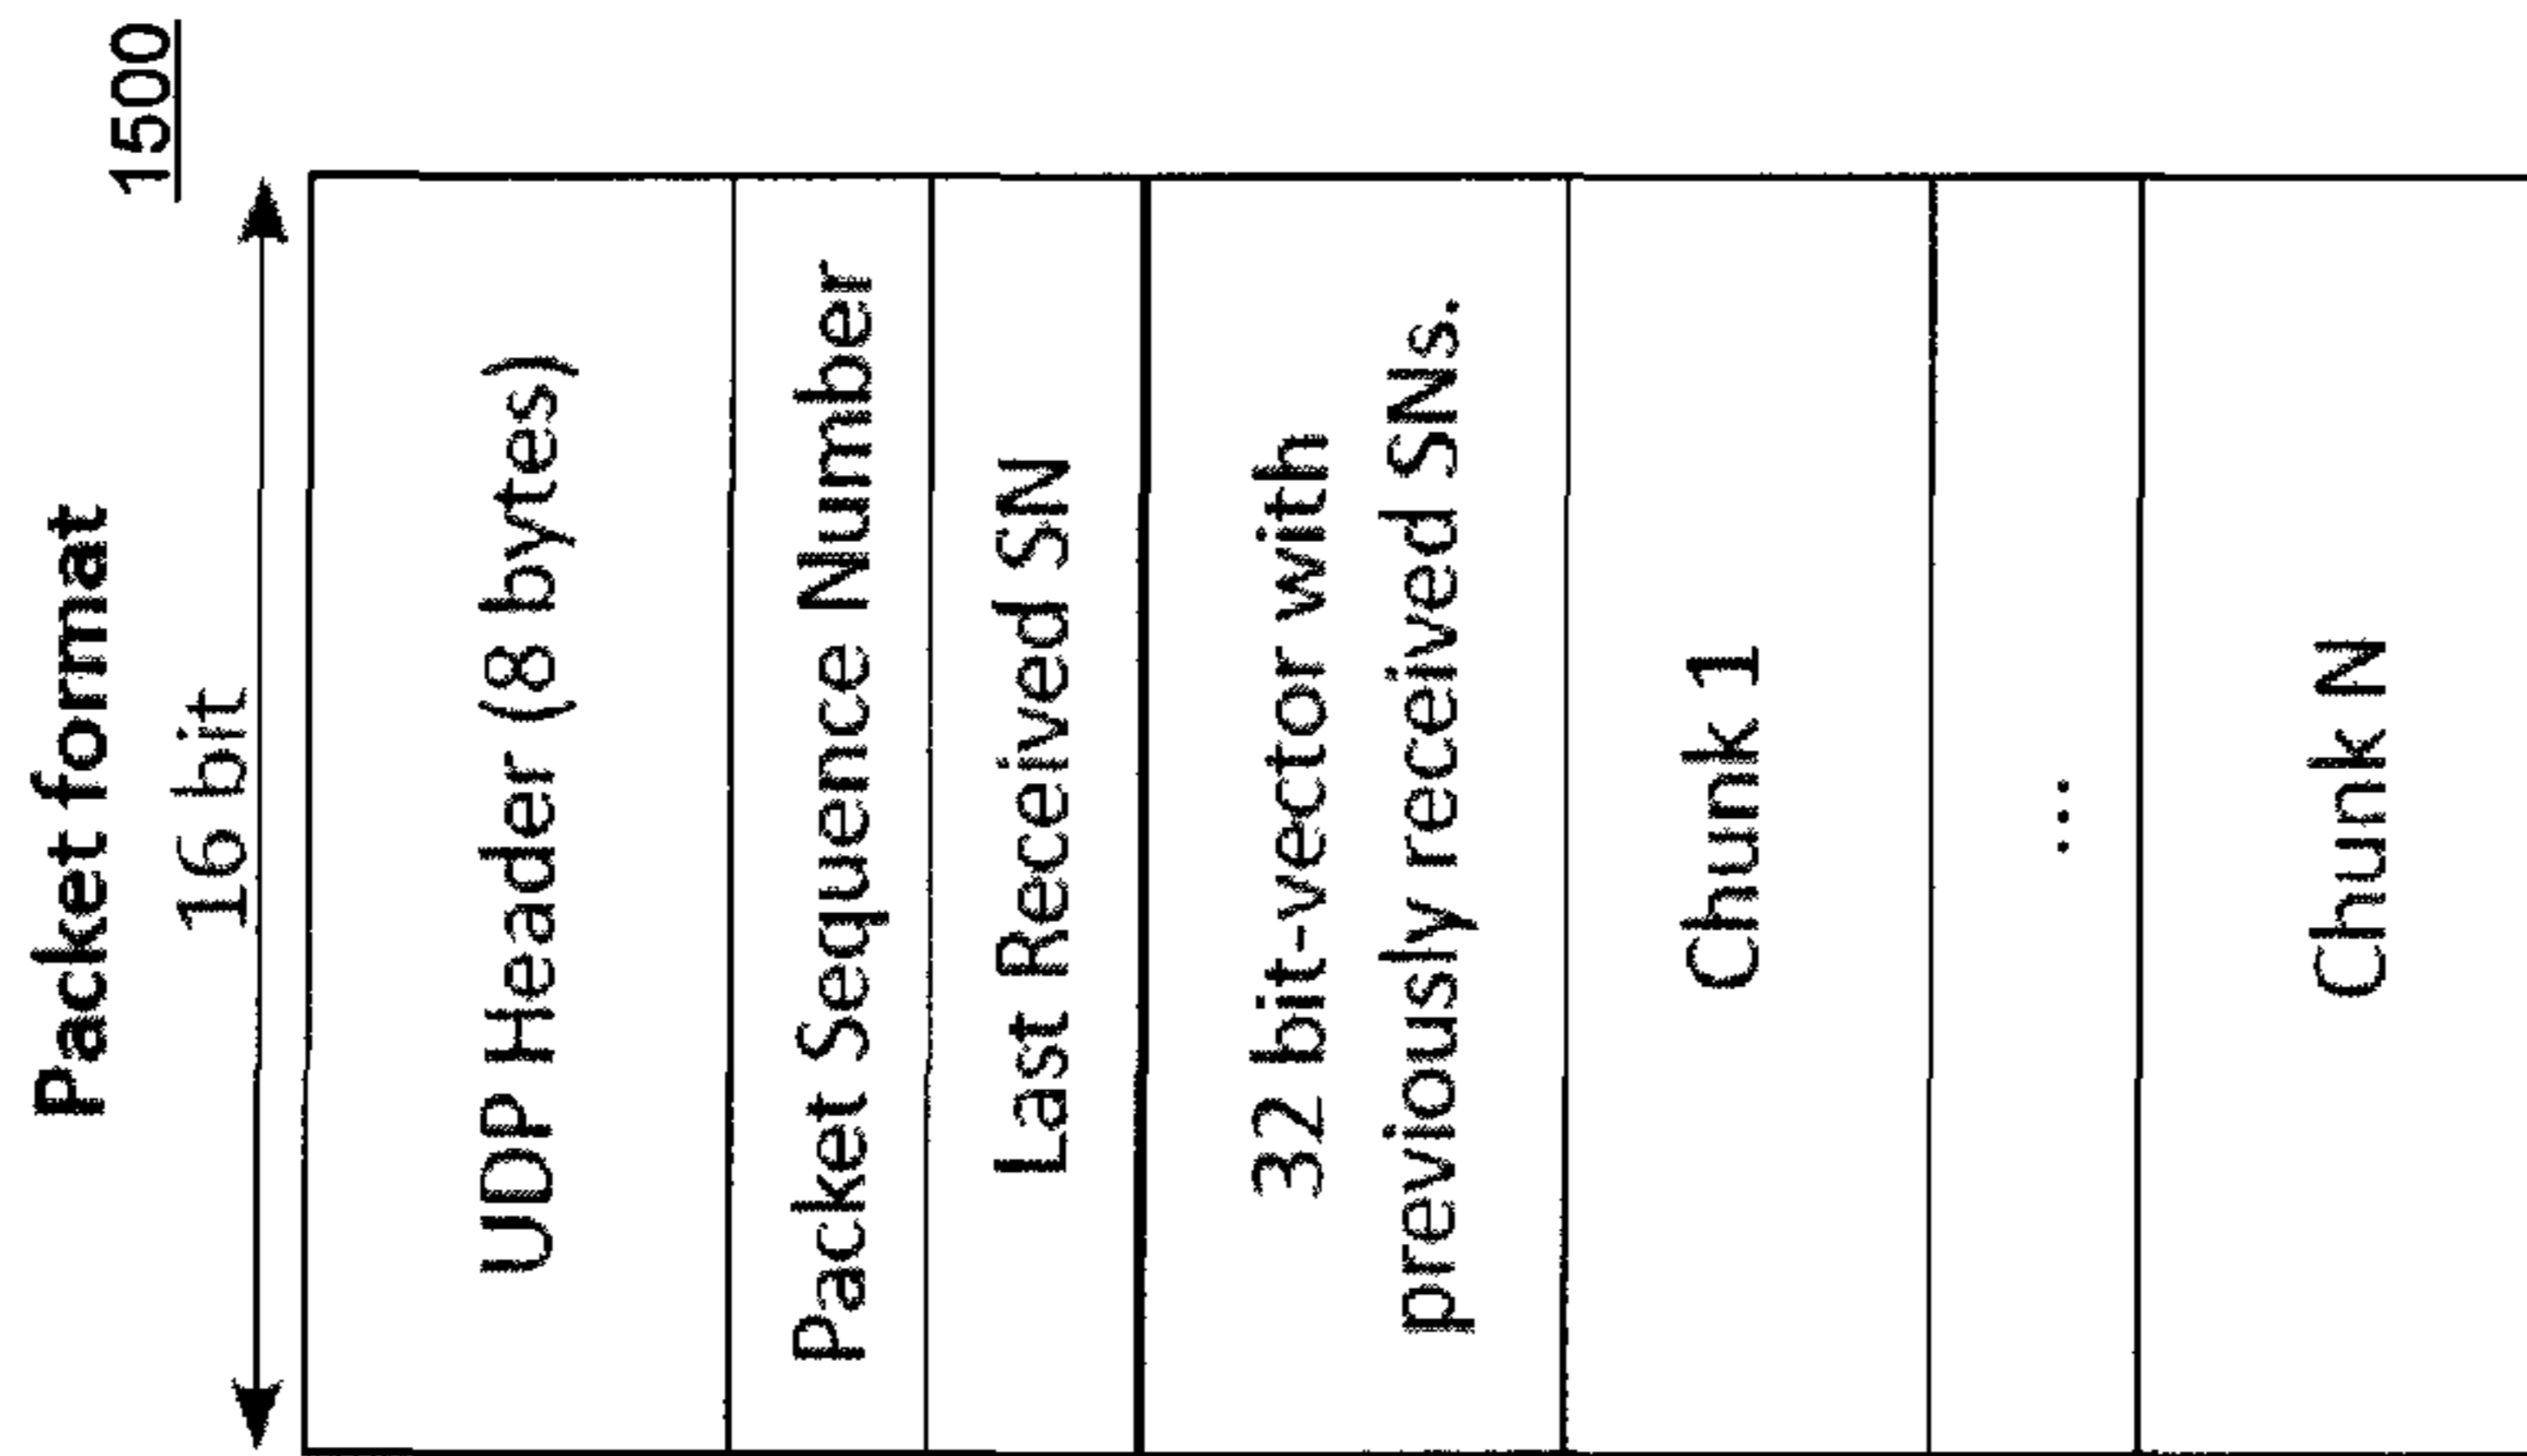 1500
Packet format
16 bit
UDP Header (8 bytes)
Packet Sequence Number
Last Received SN
32 bit-vector with
previously received SNs.
Chunk 1
...
Chunk N